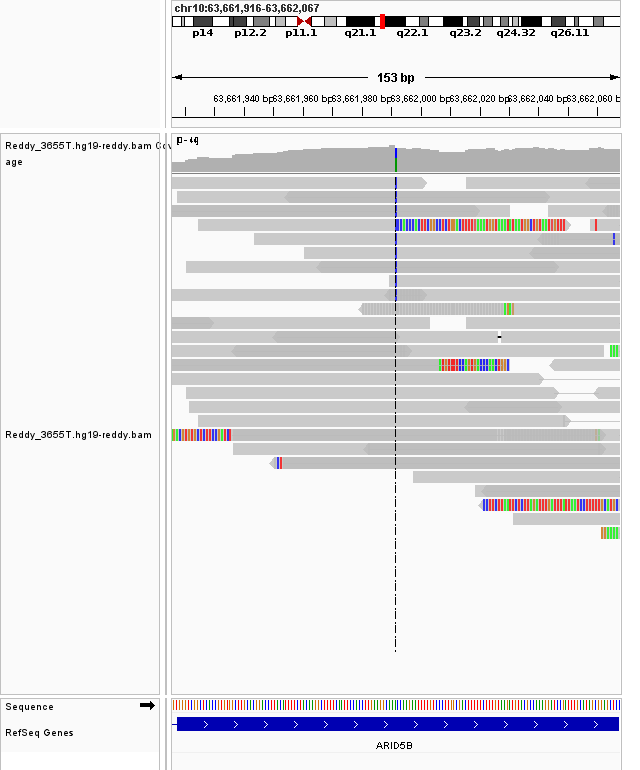 chr10:63,661,916-63,662,067
p14 p12.2 p11.1 q21.1 q22.1 q23.2 q24.32 q26.11
153 bp
63,661,940 bp 63,661,960 bp 63,661,980 bp 63,662,000 bp 63,662,020 bp 63,662,040 bp 63,662,060 b
Reddy_3655T.hg19-reddy.bam Cov
age
Reddy_3655T.hg19-reddy.bam
Sequence
RefSeq Genes
ARID5B